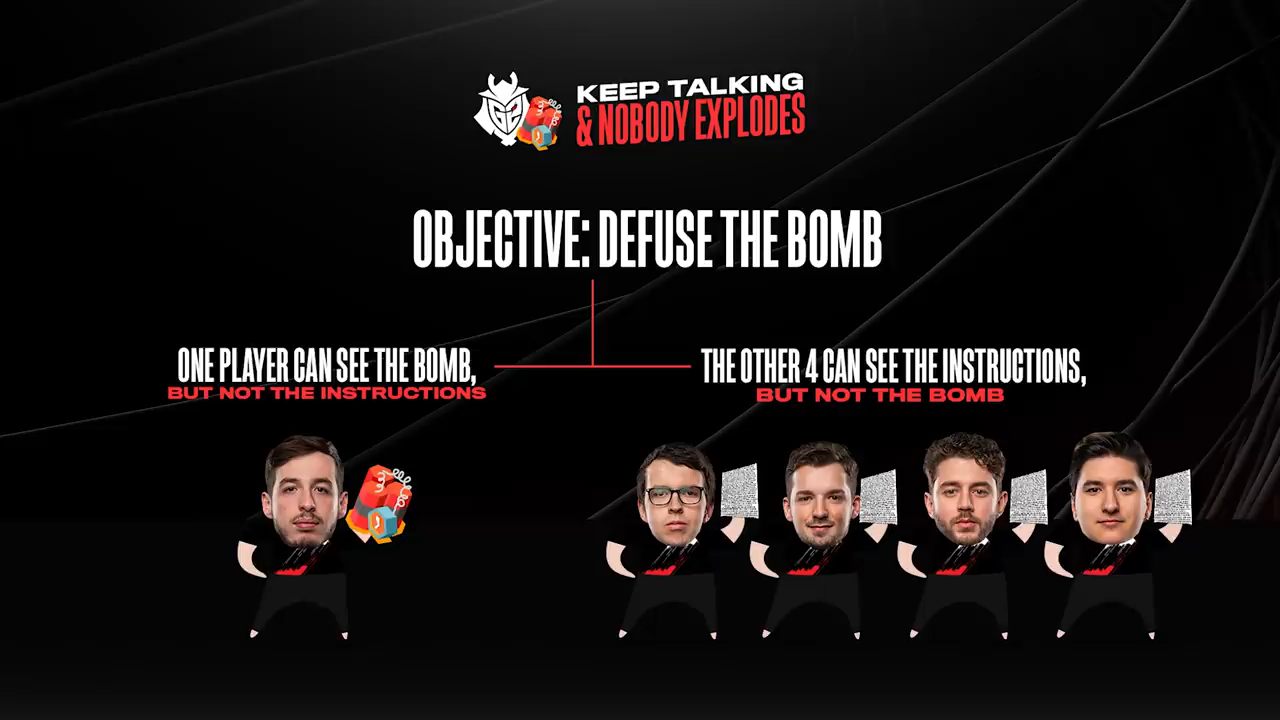 KEEP TALKING
& NOBODY EXPLODES
OBJECTIVE: DEFUSE THE BOMB
ONE PLAYER CAN SEE THE BOMB,
BUT NOT THE INSTRUCTIONS
THE OTHER 4 CAN SEE THE INSTRUCTIONS,
BUT NOT THE BOMB